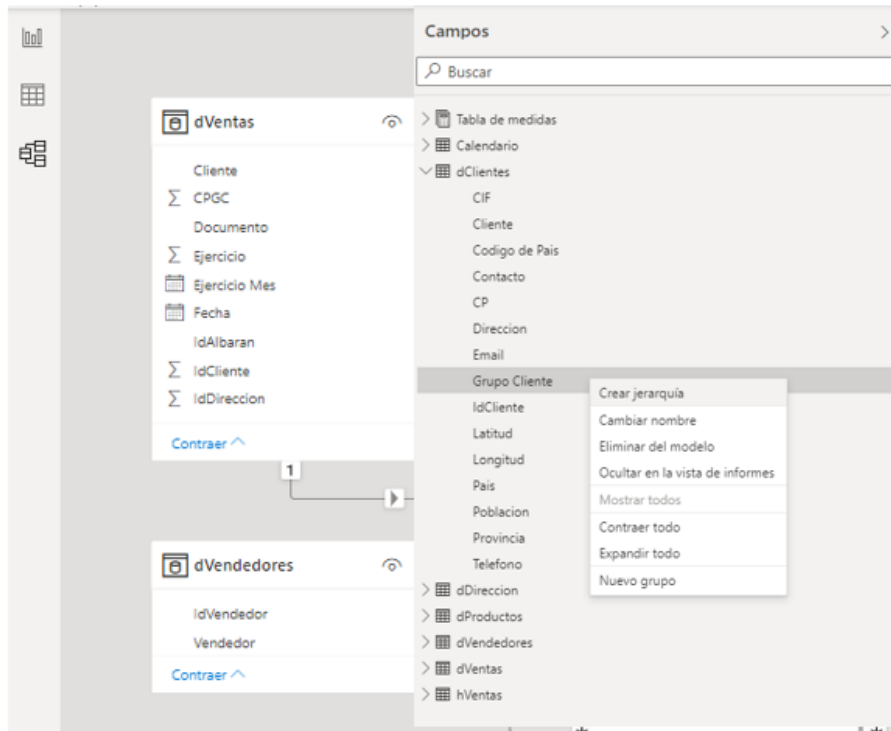 dVentas
Cliente
CPGC
Documento
Ejercicio
Ejercicio Mes
Fecha
IdAlbaran
IdCliente
IdDireccion
Contraer
1
dVendedores
IdVendedor
Vendedor
Contraer
Campos
Buscar
Tabla de medidas
Calendario
dClientes
CIF
Cliente
Codigo de Pais
Contacto
CP
Direccion
Email
Grupo Cliente
IdCliente
Latitud
Longitud
Pais
Poblacion
Provincia
Telefono
dDireccion
dProductos
dVendedores
dVentas
hVentas
Crear jerarquía
Cambiar nombre
Eliminar del modelo
Ocultar en la vista de informes
Mostrar todos
Contraer todo
Expandir todo
Nuevo grupo
* *